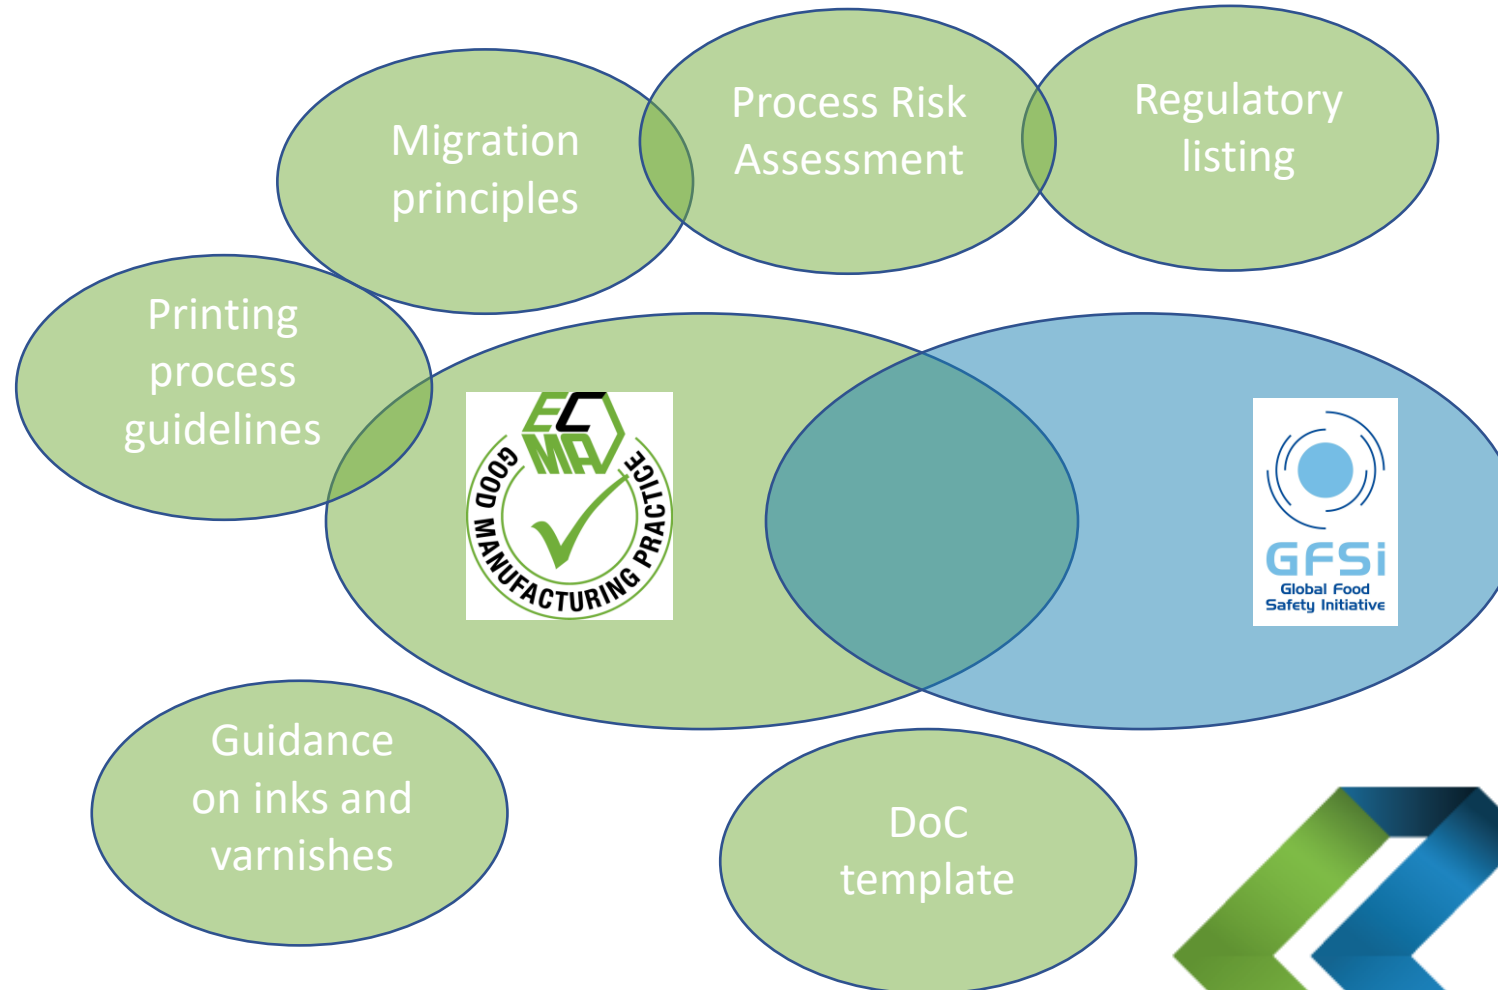 Process Risk
Assessment
Regulatory
listing
Migration
principles
Printing
process
guidelines
ECMA
GOOD MANUFACTURING PRACTICE
GFSi
Global Food
Safety Initiative
Guidance
on inks and
varnishes
DoC
template